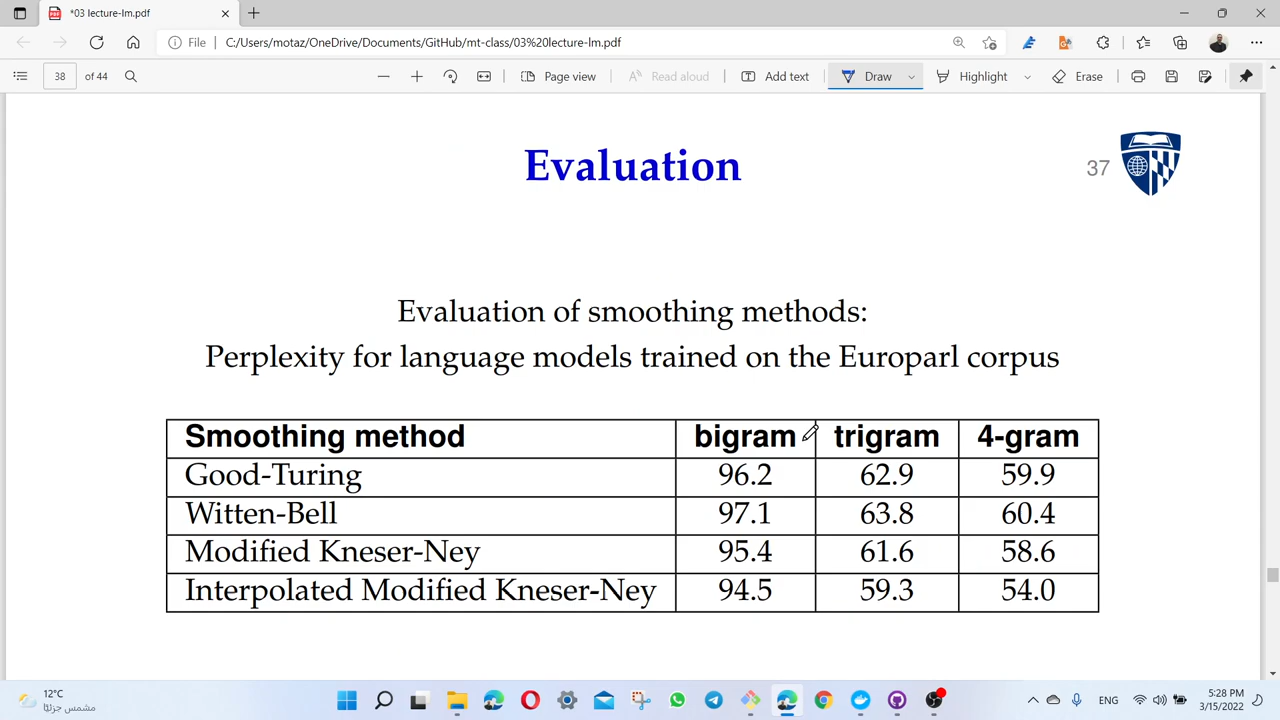 *03 lecture-lm.pdf
File
C:/Users/motaz/OneDrive/Documents/GitHub/mt-class/03%20lecture-lm.pdf
38 of 44
Page view
Read aloud
Add text
Draw
Highlight
Erase
Evaluation
37
Evaluation of smoothing methods:
Perplexity for language models trained on the Europarl corpus
Smoothing method bigram trigram 4-gram
Good-Turing 96.2 62.9 59.9
Witten-Bell 97.1 63.8 60.4
Modified Kneser-Ney 95.4 61.6 58.6
Interpolated Modified Kneser-Ney 94.5 59.3 54.0
12°C
مشمس جزئيًا
ENG
5:28 PM
3/15/2022